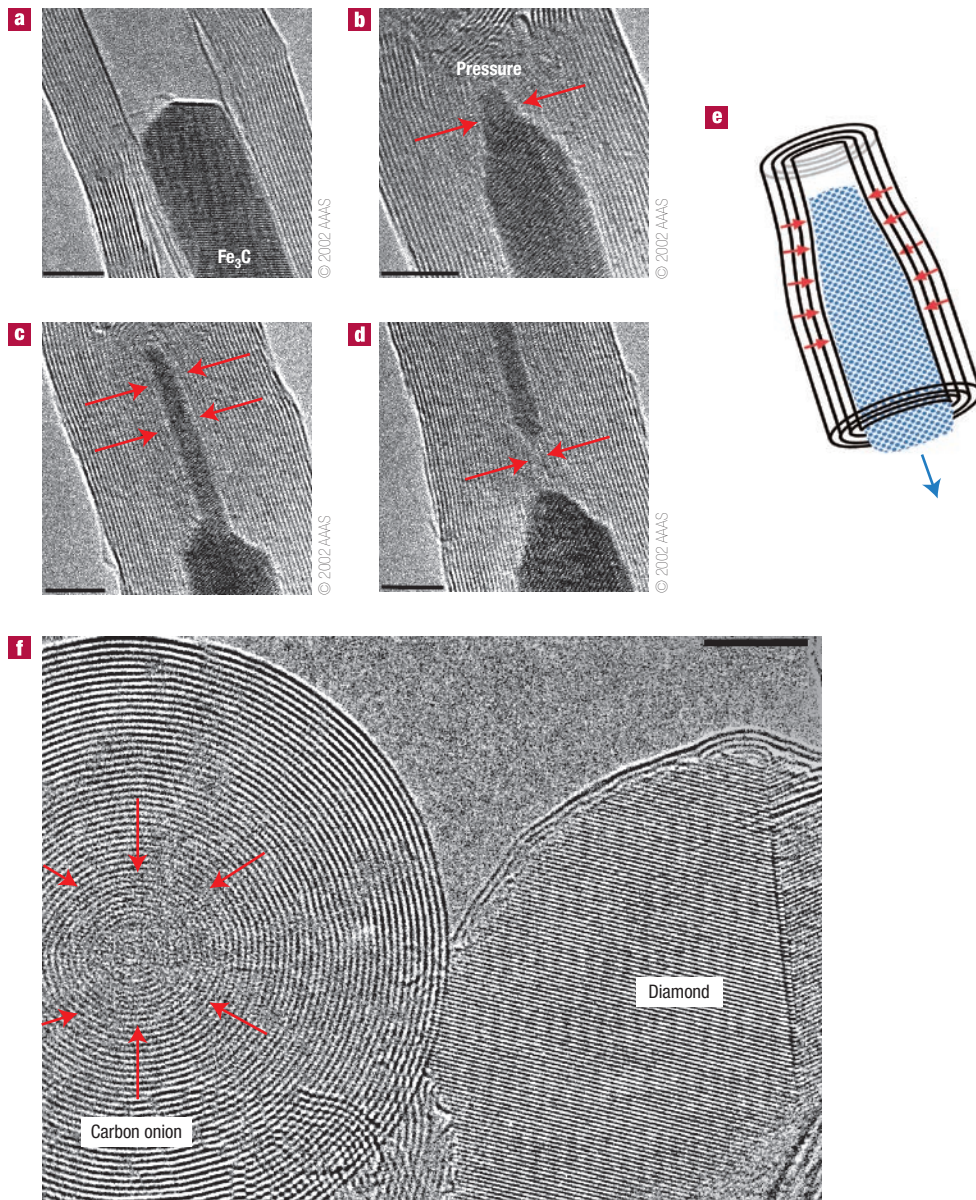 a
b
Pressure
e
Fe₃C
© 2002 AAAS
© 2002 AAAS
c
d
© 2002 AAAS
© 2002 AAAS
f
Diamond
Carbon onion